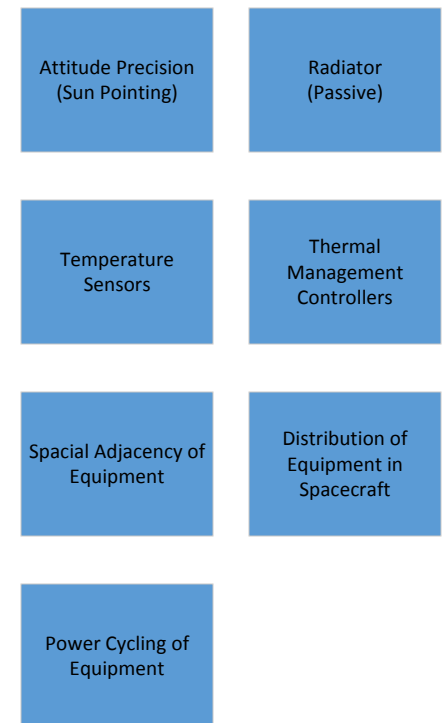 Attitude Precision
(Sun Pointing)
Radiator
(Passive)
Temperature
Sensors
Thermal
Management
Controllers
Spacial Adjacency of
Equipment
Distribution of
Equipment in
Spacecraft
Power Cycling of
Equipment